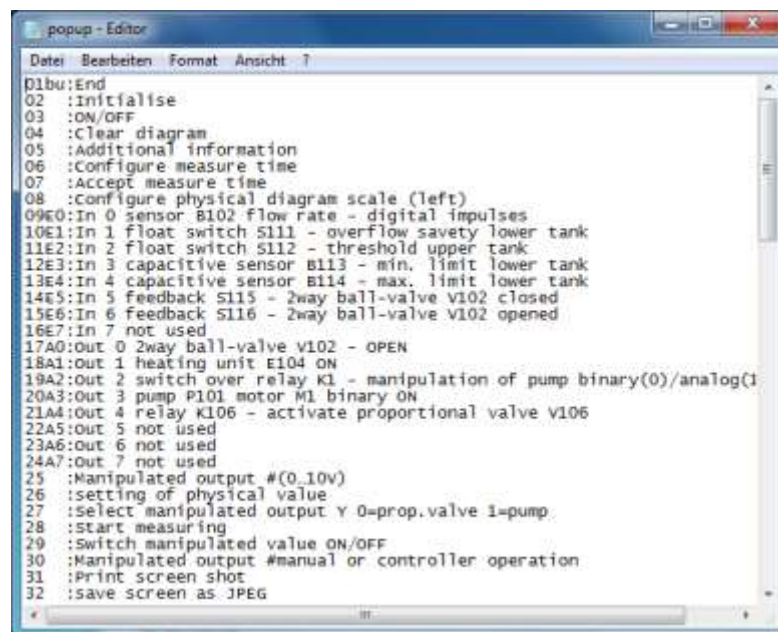 popup - Editor
Datei Bearbeiten Format Ansicht ?
01bu:End
02 :Initialise
03 :ON/OFF
04 :Clear diagram
05 :Additional information
06 :Configure measure time
07 :Accept measure time
08 :Configure physical diagram scale (left)
09E0:In 0 sensor B102 flow rate - digital impulses
10E1:In 1 float switch S111 - overflow savety lower tank
11E2:In 2 float switch S112 - threshold upper tank
12E3:In 3 capacitive sensor B113 - min. limit lower tank
13E4:In 4 capacitive sensor B114 - max. limit lower tank
14E5:In 5 feedback S115 - 2way ball-valve V102 closed
15E6:In 6 feedback S116 - 2way ball-valve V102 opened
16E7:In 7 not used
17A0:Out 0 2way ball-valve V102 - OPEN
18A1:Out 1 heating unit E104 ON
19A2:Out 2 switch over relay K1 - manipulation of pump binary(0)/analog(1
20A3:Out 3 pump P101 motor M1 binary ON
21A4:Out 4 relay K106 - activate proportional valve V106
22A5:Out 5 not used
23A6:Out 6 not used
24A7:Out 7 not used
25 :Manipulated output #(0..10V)
26 :setting of physical value
27 :Select manipulated output Y 0=prop.valve 1=pump
28 :Start measuring
29 :Switch manipulated value ON/OFF
30 :Manipulated output #manual or controller operation
31 :Print screen shot
32 :save screen as JPEG